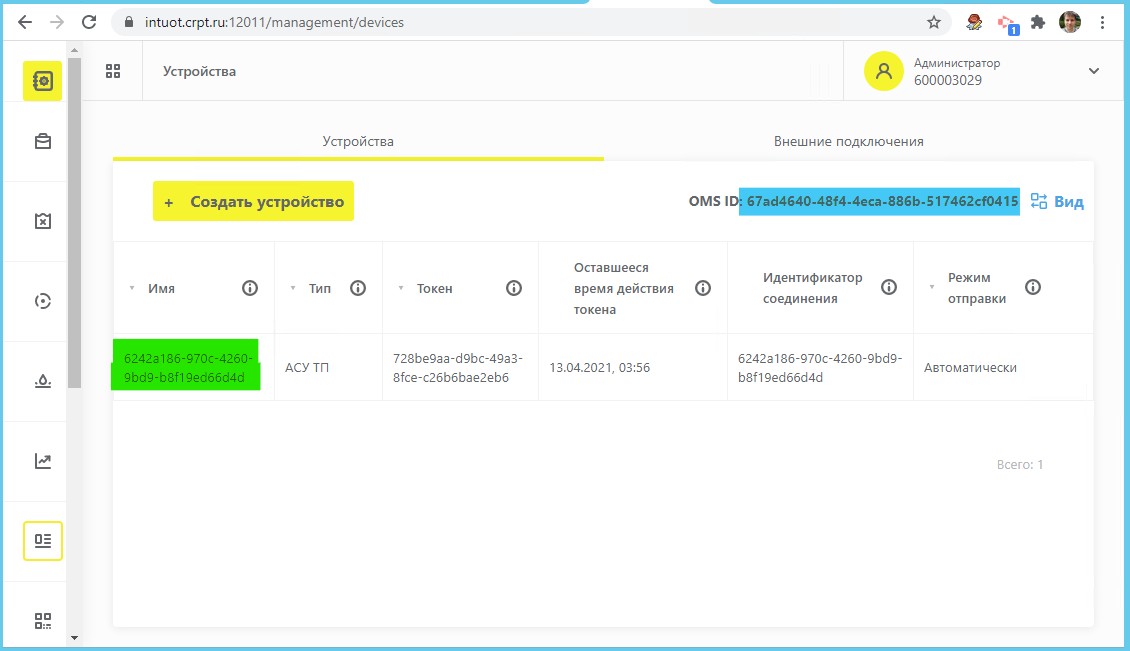 intuot.crpt.ru:12011/management/devices
1
Устройства
Администратор
600003029
Устройства
Внешние подключения
+ Создать устройство
OMS ID: 67ad4640-48f4-4eca-886b-517462cf0415
Вид
Имя
Тип
Токен
Оставшееся
время действия
токена
Идентификатор
соединения
Режим
отправки
6242a186-970c-4260-
9bd9-b8f19ed66d4d
АСУ ТП
728be9aa-d9bc-49a3-
8fce-c26b6bae2eb6
13.04.2021, 03:56
6242a186-970c-4260-9bd9-
b8f19ed66d4d
Автоматически
Всего: 1